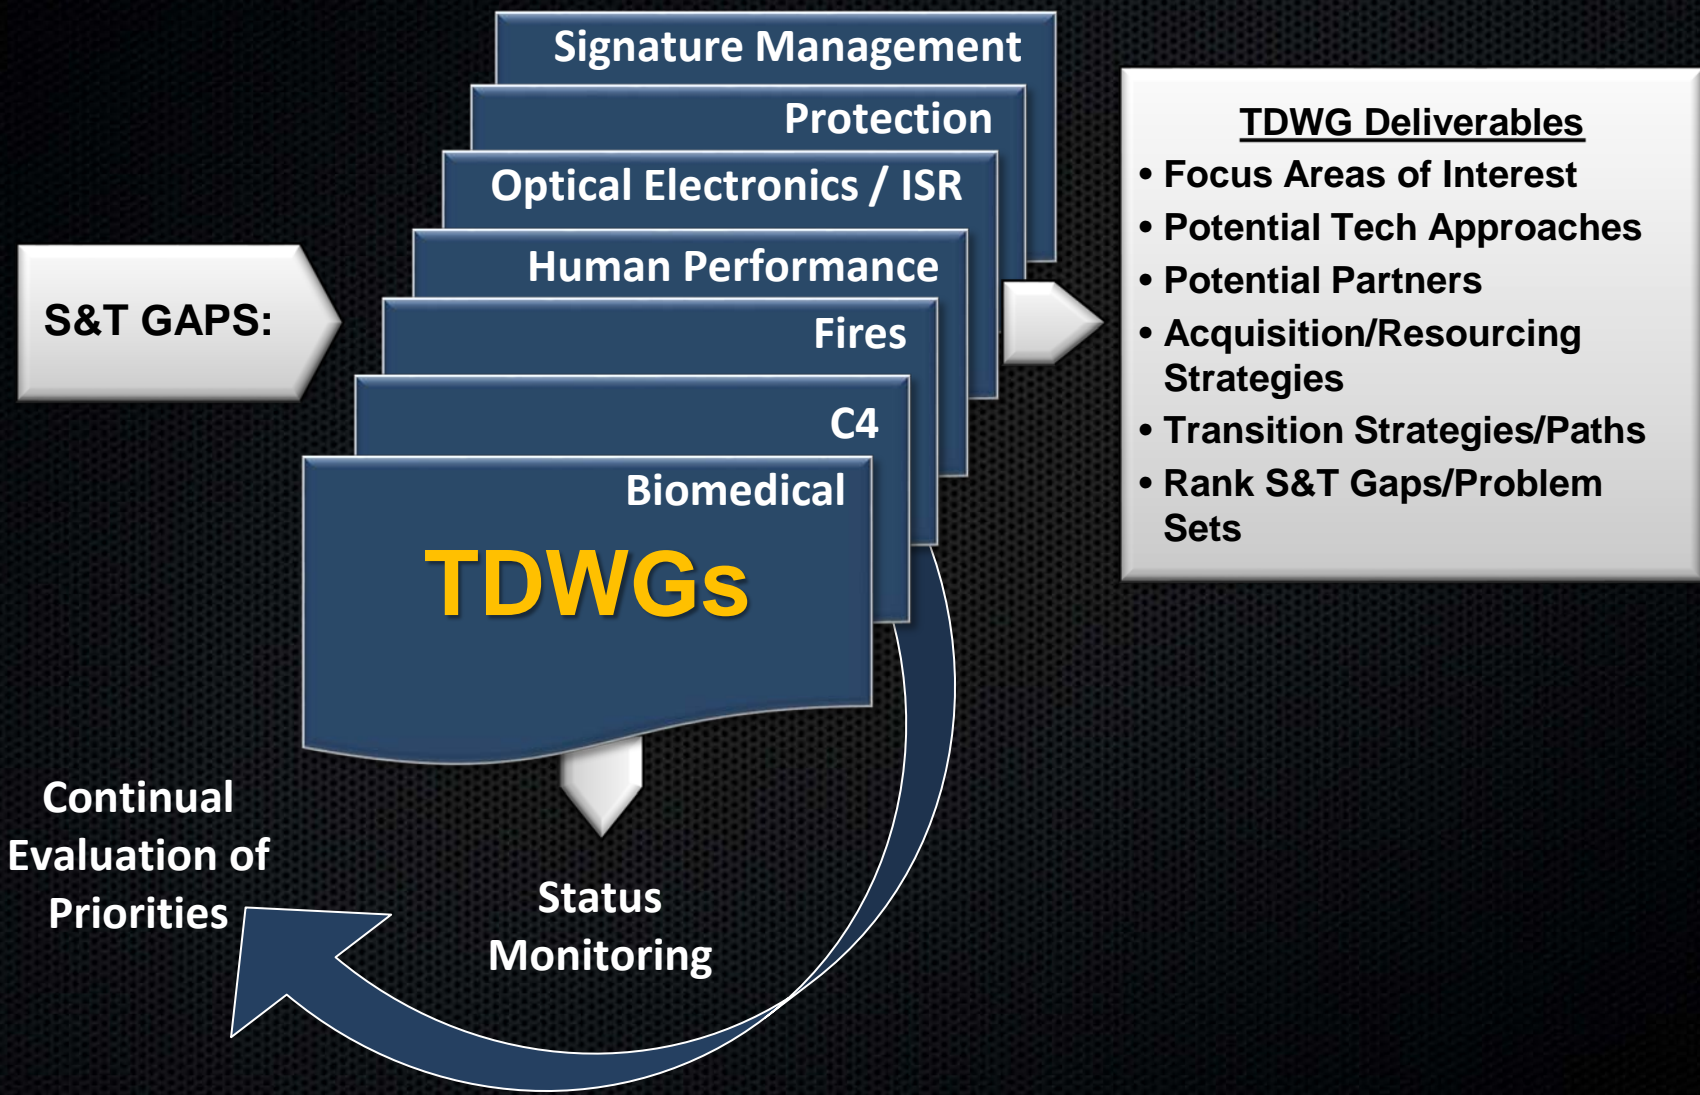 Signature Management
Protection
Optical Electronics / ISR
Human Performance
Fires
C4
Biomedical
TDWGs
S&T GAPS:
TDWG Deliverables
• Focus Areas of Interest
• Potential Tech Approaches
• Potential Partners
• Acquisition/Resourcing
Strategies
• Transition Strategies/Paths
• Rank S&T Gaps/Problem
Sets
Continual
Evaluation of
Priorities
Status
Monitoring